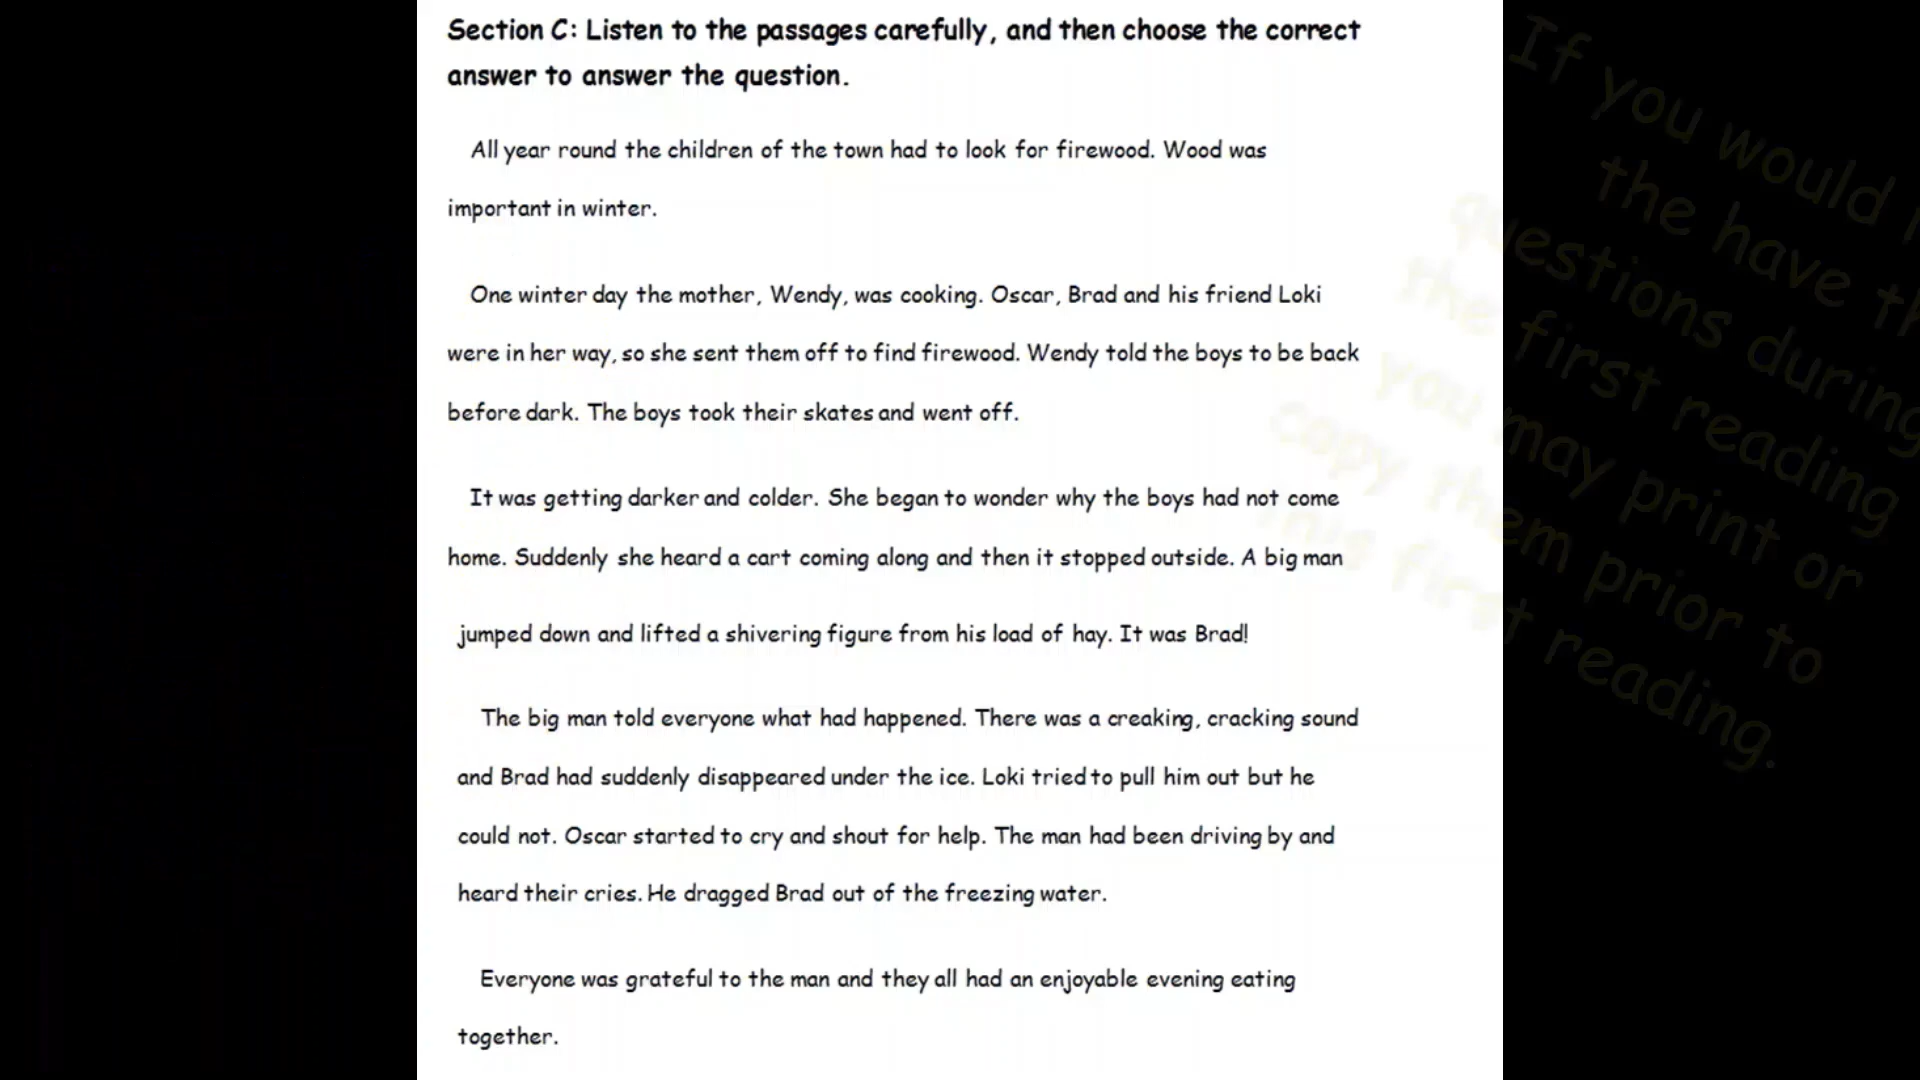 Section C: Listen to the passages carefully, and then choose the correct
answer to answer the question.
All year round the children of the town had to look for firewood. Wood was
important in winter.
One winter day the mother, Wendy, was cooking. Oscar, Brad and his friend Loki
were in her way, so she sent them off to find firewood. Wendy told the boys to be back
before dark. The boys took their skates and went off.
It was getting darker and colder. She began to wonder why the boys had not come
home. Suddenly she heard a cart coming along and then it stopped outside. A big man
jumped down and lifted a shivering figure from his load of hay. It was Brad!
The big man told everyone what had happened. There was a creaking, cracking sound
and Brad had suddenly disappeared under the ice. Loki tried to pull him out but he
could not. Oscar started to cry and shout for help. The man had been driving by and
heard their cries. He dragged Brad out of the freezing water.
Everyone was grateful to the man and they all had an enjoyable evening eating
together.
If you would
the have
questions during
the first reading
you may print or
copy them prior to
this first reading.